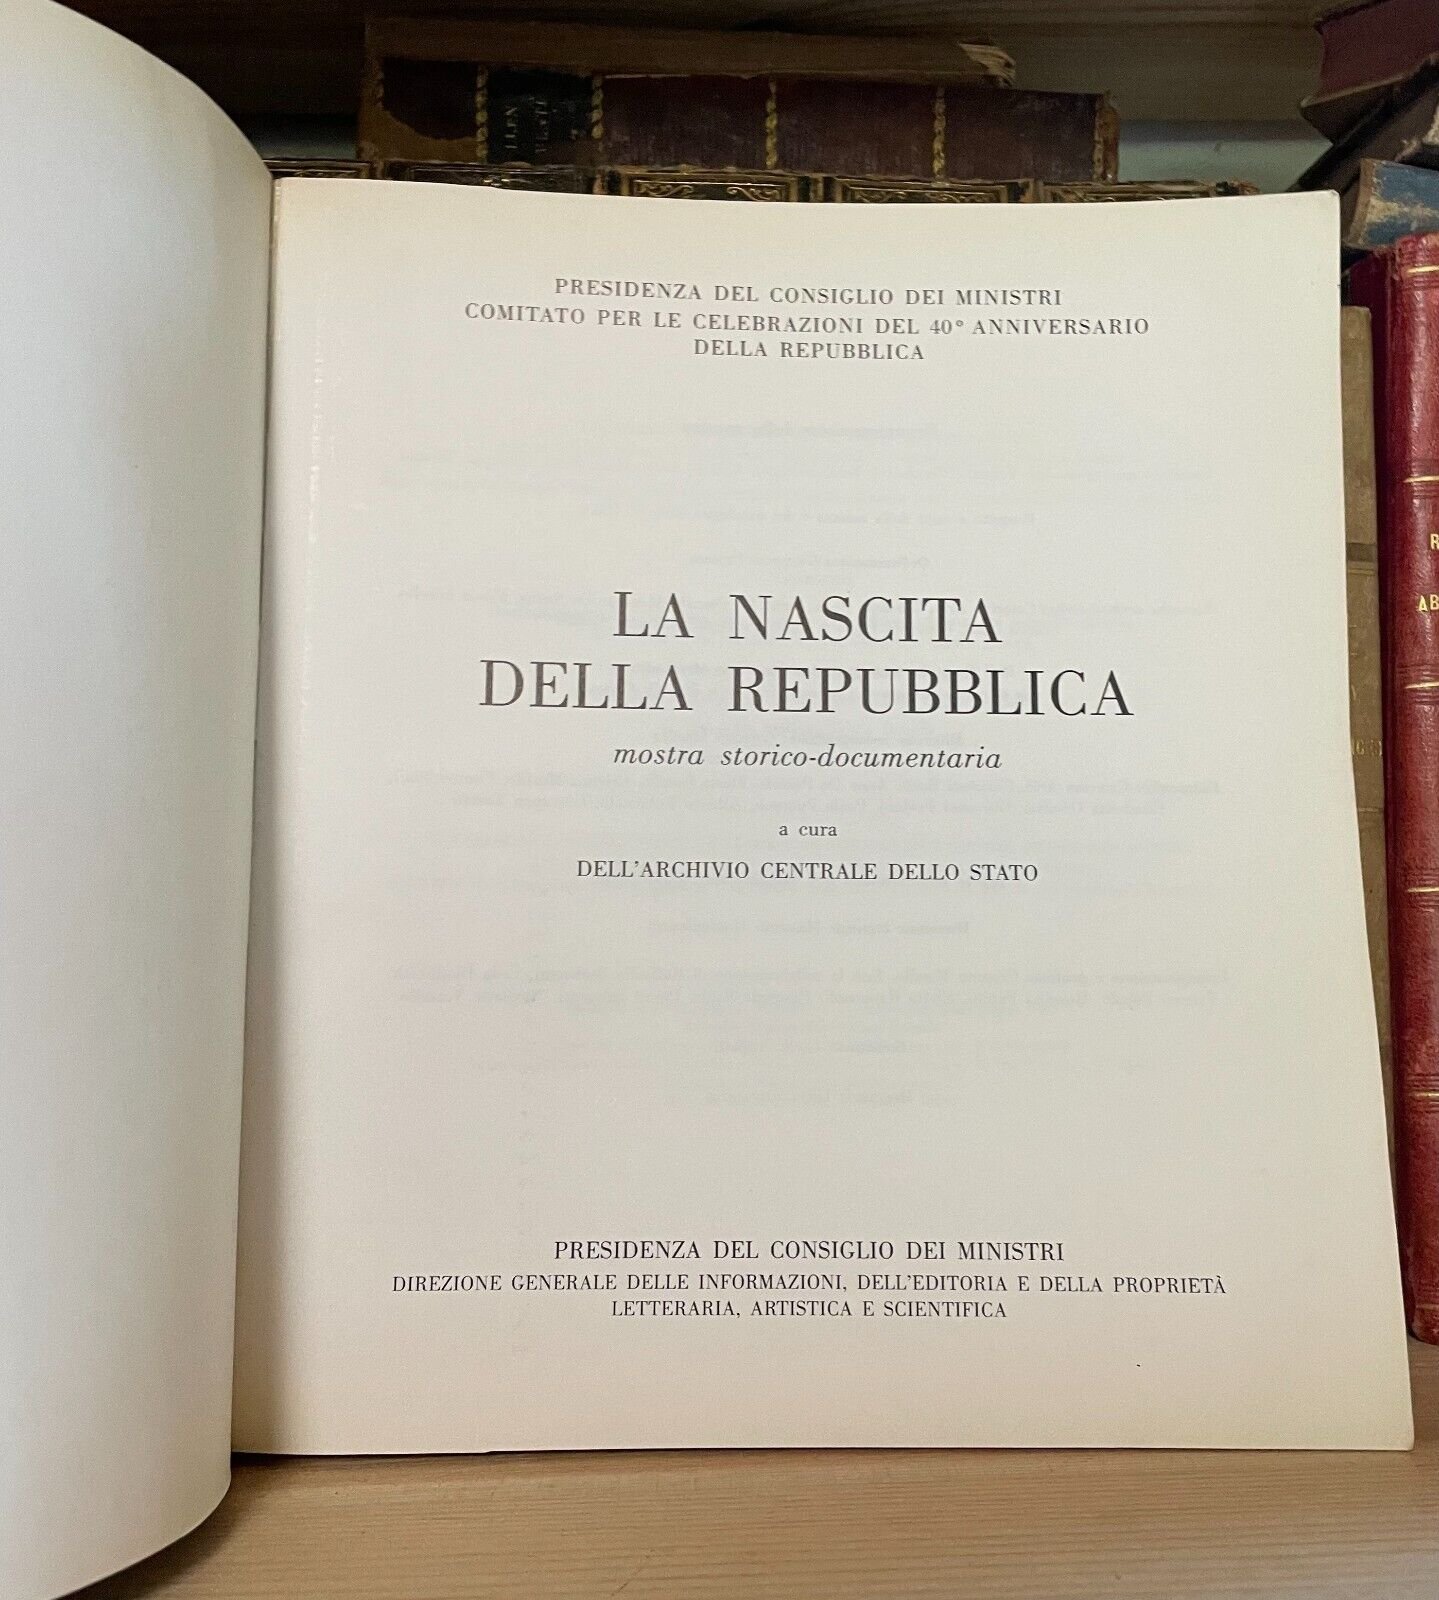 PRESIDENZA DEL CONSIGLIO DEI MINISTRI
COMITATO PER LE CELEBRAZIONI DEL 40° ANNIVERSARIO
DELLA REPUBBLICA
LA NASCITA
DELLA REPUBBLICA
mostra storico-documentaria
a cura
DELL'ARCHIVIO CENTRALE DELLO STATO
PRESIDENZA DEL CONSIGLIO DEI MINISTRI
DIREZIONE GENERALE DELLE INFORMAZIONI, DELL'EDITORIA E DELLA PROPRIETÀ
LETTERARIA, ARTISTICA E SCIENTIFICA